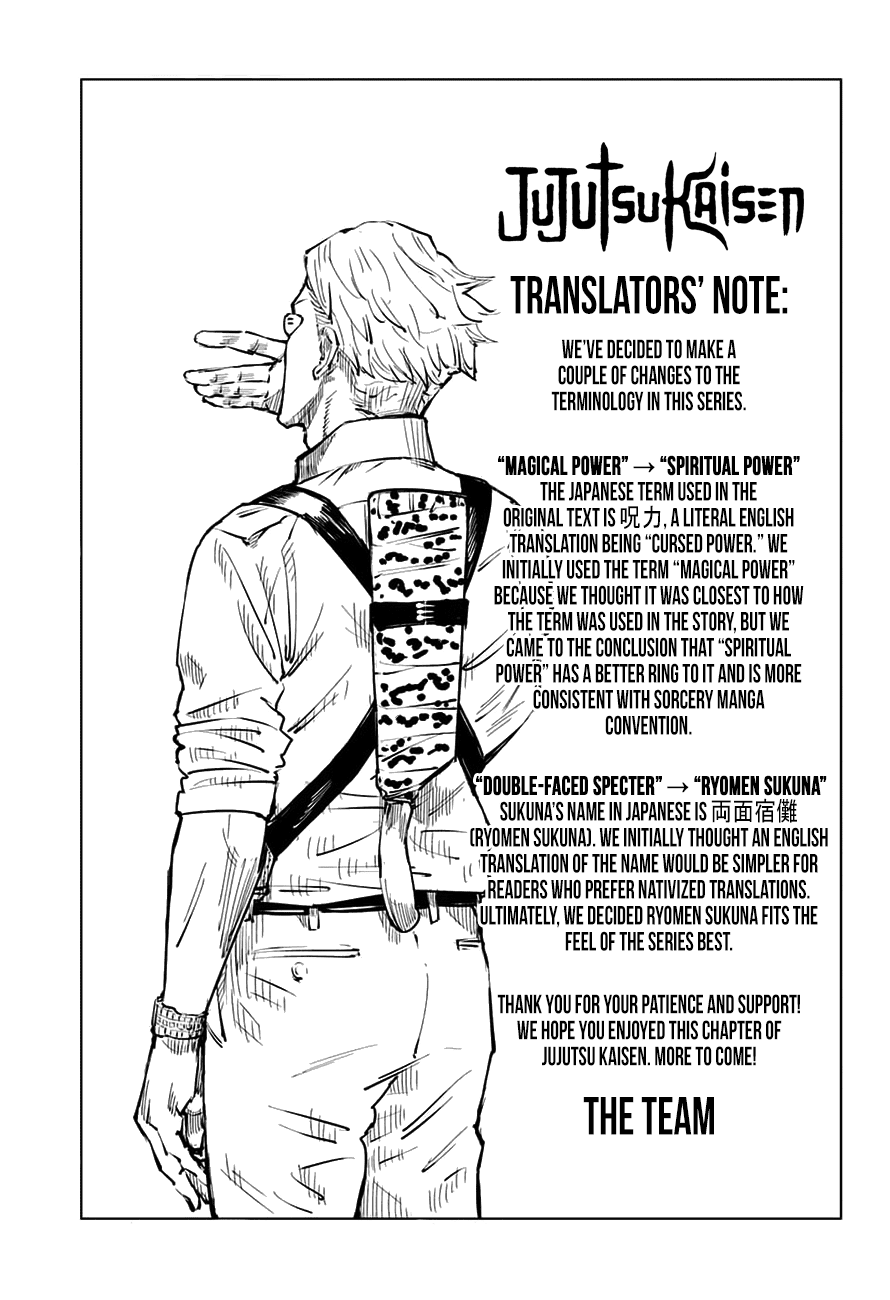 JUJUTSU KAISEN
TRANSLATORS' NOTE:
WE'VE DECIDED TO MAKE A
COUPLE OF CHANGES TO THE
TERMINOLOGY IN THIS SERIES.
"MAGICAL POWER" → "SPIRITUAL POWER"
THE JAPANESE TERM USED IN THE
ORIGINAL TEXT IS 呪力, A LITERAL ENGLISH
TRANSLATION BEING "CURSED POWER." WE
INITIALLY USED THE TERM "MAGICAL POWER"
BECAUSE WE THOUGHT IT WAS CLOSEST TO HOW
THE TERM WAS USED IN THE STORY, BUT WE
CAME TO THE CONCLUSION THAT "SPIRITUAL
POWER" HAS A BETTER RING TO IT AND IS MORE
CONSISTENT WITH SORCERY MANGA
CONVENTION.
"DOUBLE-FACED SPECTER" → "RYOMEN SUKUNA"
SUKUNA'S NAME IN JAPANESE IS 両面宿儺
(RYOMEN SUKUNA). WE INITIALLY THOUGHT AN ENGLISH
TRANSLATION OF THE NAME WOULD BE SIMPLER FOR
READERS WHO PREFER NATIVIZED TRANSLATIONS.
ULTIMATELY, WE DECIDED RYOMEN SUKUNA FITS THE
FEEL OF THE SERIES BEST.
THANK YOU FOR YOUR PATIENCE AND SUPPORT!
WE HOPE YOU ENJOYED THIS CHAPTER OF
JUJUTSU KAISEN. MORE TO COME!
THE TEAM